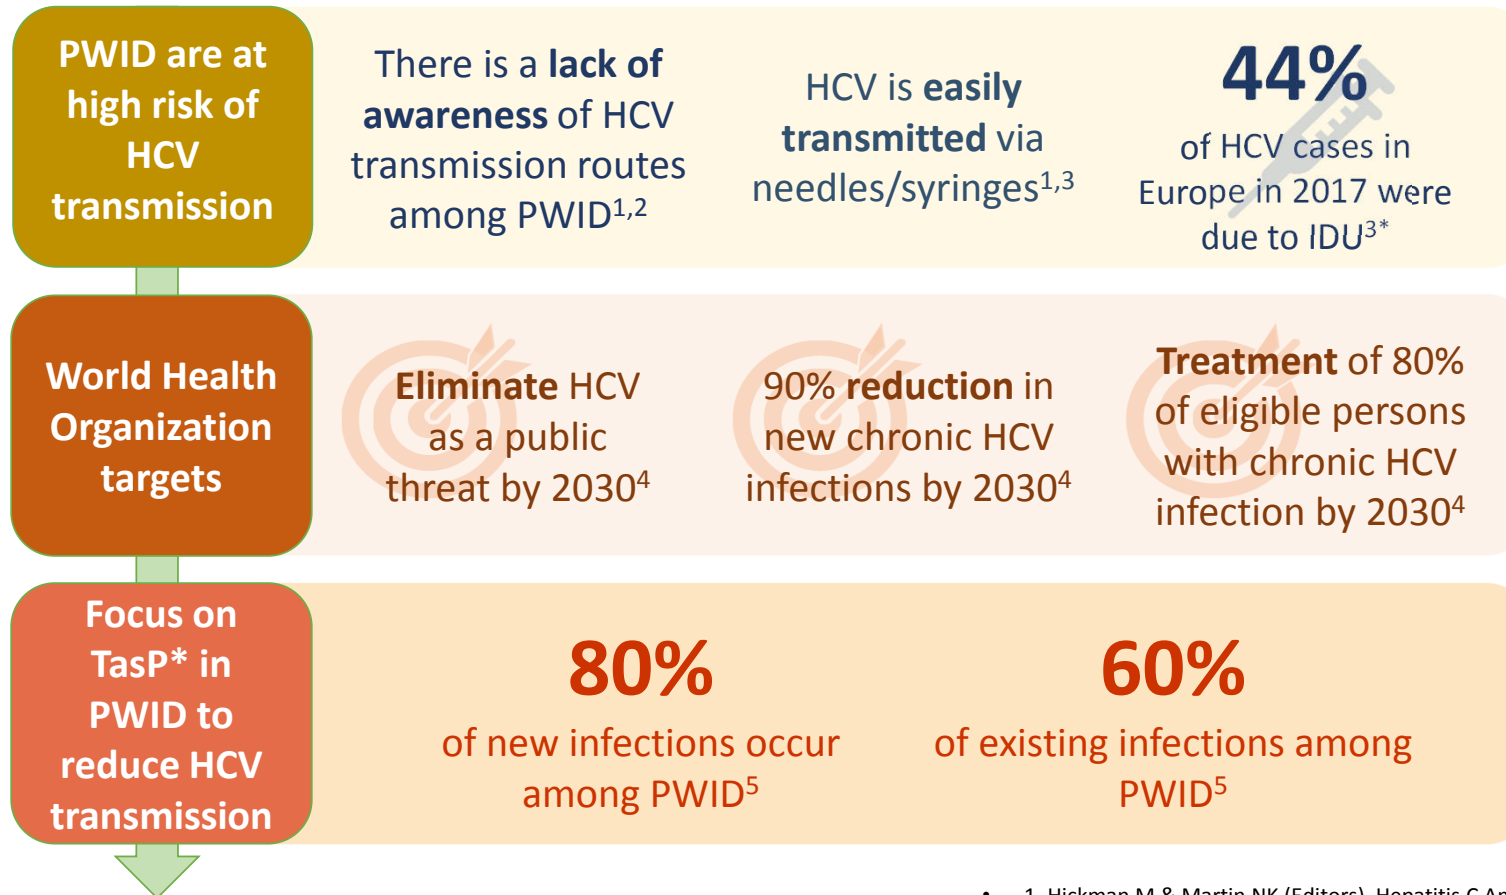 PWID are at
high risk of
HCV
transmission
There is a lack of
awareness of HCV
transmission routes
among PWID1,2
HCV is easily
transmitted via
needles/syringes1,3
44%
of HCV cases in
Europe in 2017 were
due to IDU3*
World Health
Organization
targets
Eliminate HCV
as a public
threat by 20304
90% reduction in
new chronic HCV
infections by 20304
Treatment of 80%
of eligible persons
with chronic HCV
infection by 20304
Focus on
TasP* in
PWID to
reduce HCV
transmission
80%
of new infections occur
among PWID5
60%
of existing infections among
PWID5
• 1. Hickman M & Martin NK (Editors). Hepatitis C